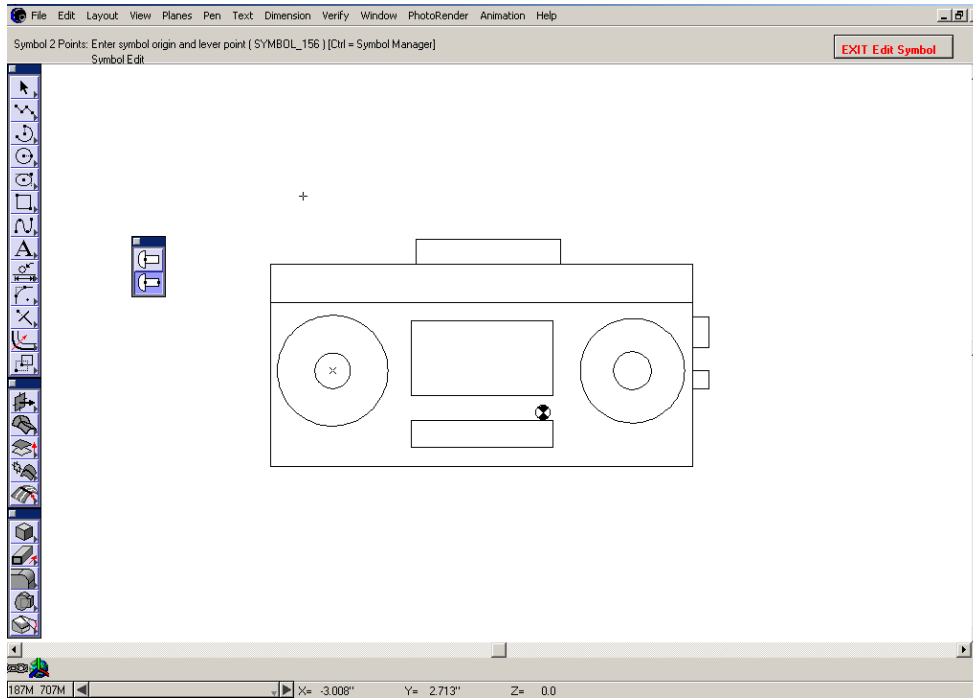 File Edit Layout View Planes Pen Text Dimension Verify Window PhotoRender Animation Help
Symbol 2 Points: Enter symbol origin and lever point ( SYMBOL_156 ) [Ctrl = Symbol Manager]
Symbol Edit
EXIT Edit Symbol
A
187M 707M X= -3.008" Y= 2.713" Z= 0.0